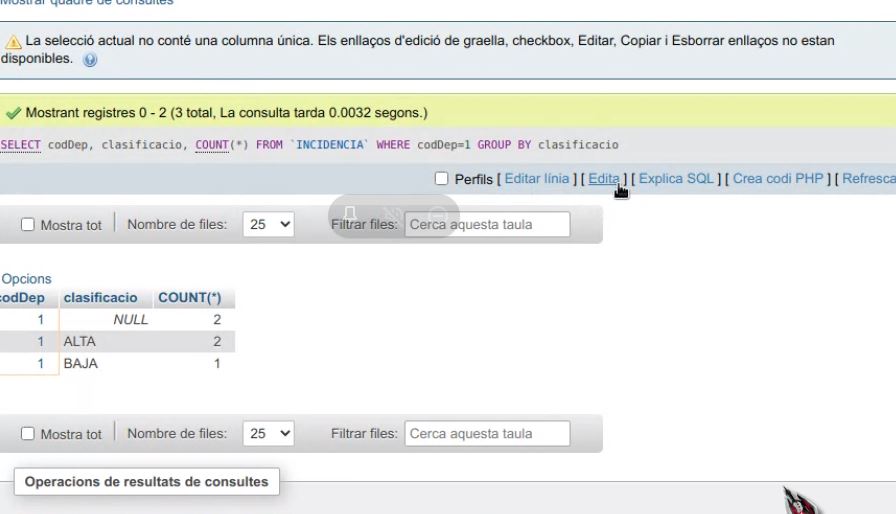 Mostrar quadre de consultes
La selecció actual no conté una columna única. Els enllaços d'edició de graella, checkbox, Editar, Copiar i Esborrar enllaços no estan
disponibles.
Mostrant registres 0 - 2 (3 total, La consulta tarda 0.0032 segons.)
SELECT codDep, clasificacio, COUNT(*) FROM `INCIDENCIA` WHERE codDep=1 GROUP BY clasificacio
Perfils [ Editar línia ] [ Edita ] [ Explica SQL ] [ Crea codi PHP ] [ Refresca
Mostra tot Nombre de files: 25 Filtrar files: Cerca aquesta taula
Opcions
codDep clasificacio COUNT(*)
1 NULL 2
1 ALTA 2
1 BAJA 1
Mostra tot Nombre de files: 25 Filtrar files: Cerca aquesta taula
Operacions de resultats de consultes